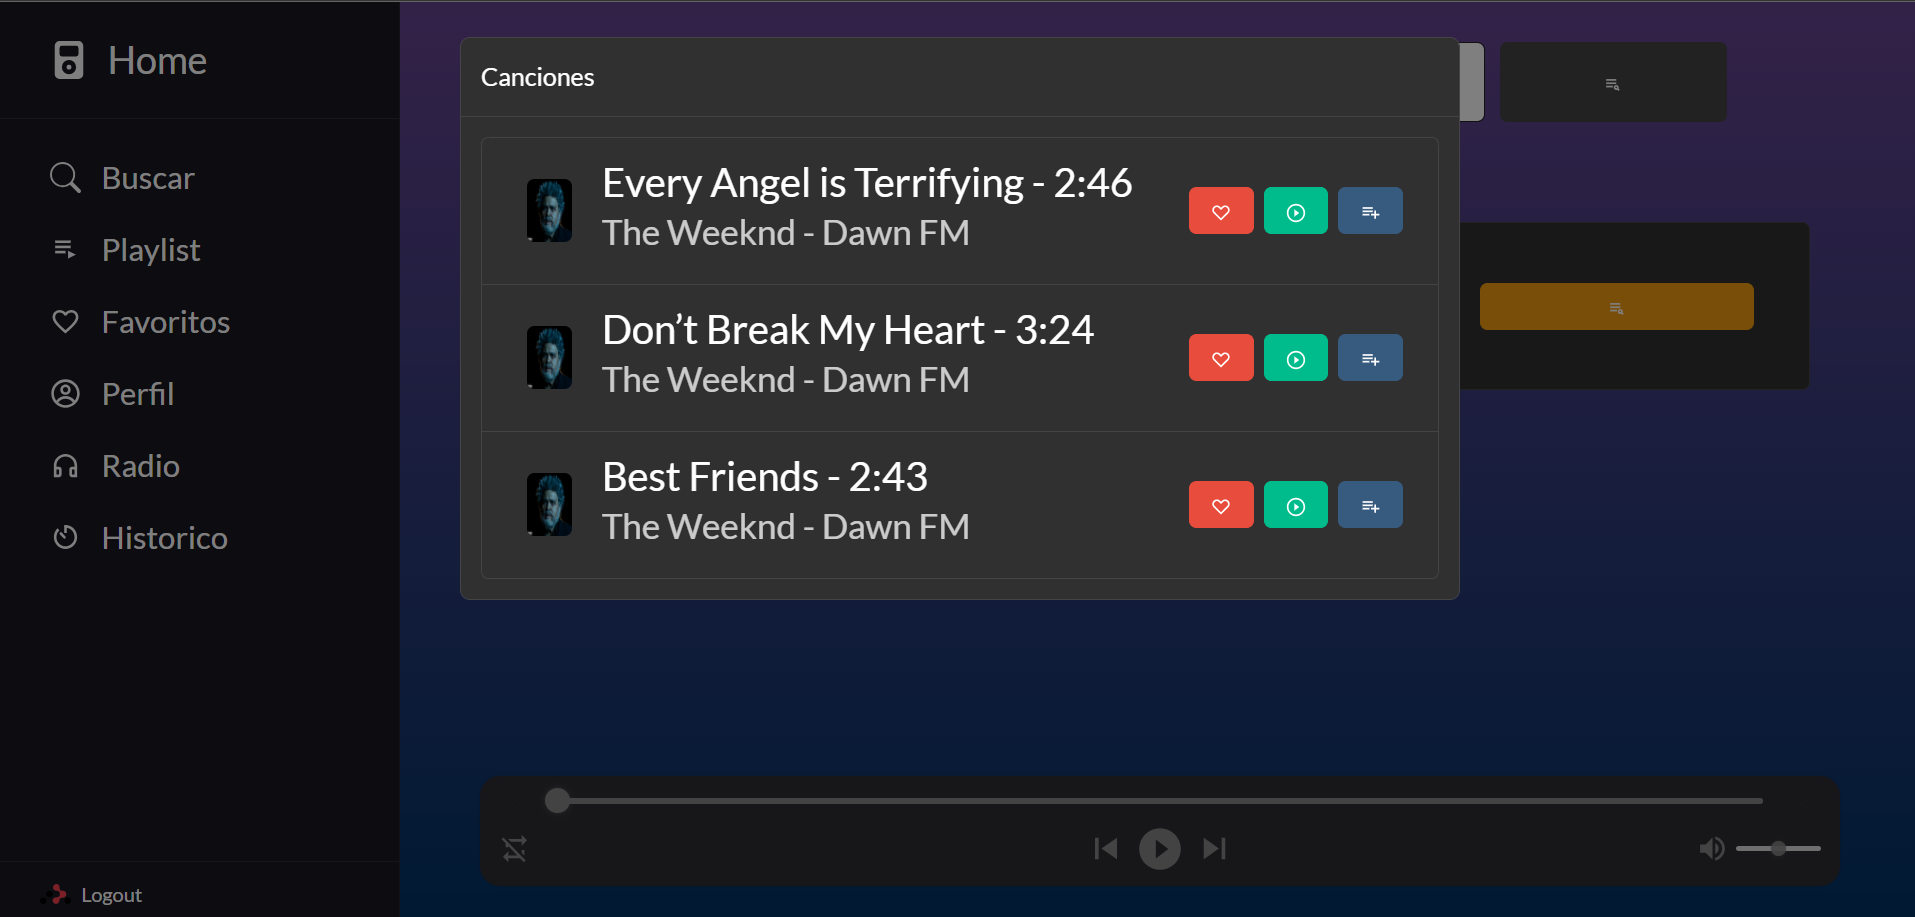 Home
Buscar
Playlist
Favoritos
Perfil
Radio
Historico
Logout
Canciones
Every Angel is Terrifying - 2:46
The Weeknd - Dawn FM
Don’t Break My Heart - 3:24
The Weeknd - Dawn FM
Best Friends - 2:43
The Weeknd - Dawn FM